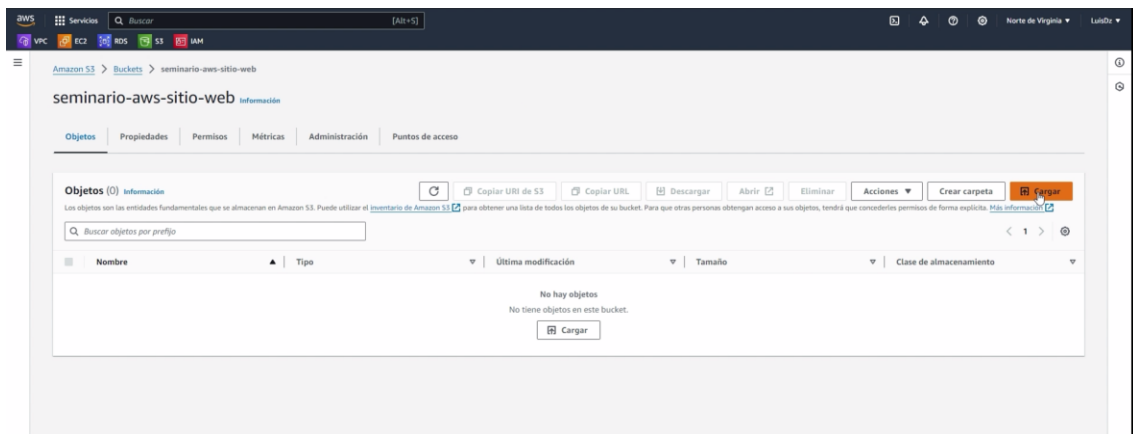 aws Servicios Buscar [Alt+S] Norte de Virginia ▼ LuisDz ▼
VPC EC2 RDS S3 IAM
Amazon S3 > Buckets > seminario-aws-sitio-web
seminario-aws-sitio-web Información
Objetos Propiedades Permisos Métricas Administración Puntos de acceso
Objetos (0) Información Copiar URI de S3 Copiar URL Descargar Abrir Eliminar Acciones ▼ Crear carpeta Cargar
Los objetos son las entidades fundamentales que se almacenan en Amazon S3. Puede utilizar el inventario de Amazon S3 para obtener una lista de todos los objetos de su bucket. Para que otras personas obtengan acceso a sus objetos, tendrá que concederles permisos de forma explícita. Más información
Buscar objetos por prefijo < 1 >
Nombre Tipo Última modificación Tamaño Clase de almacenamiento
No hay objetos
No tiene objetos en este bucket.
Cargar